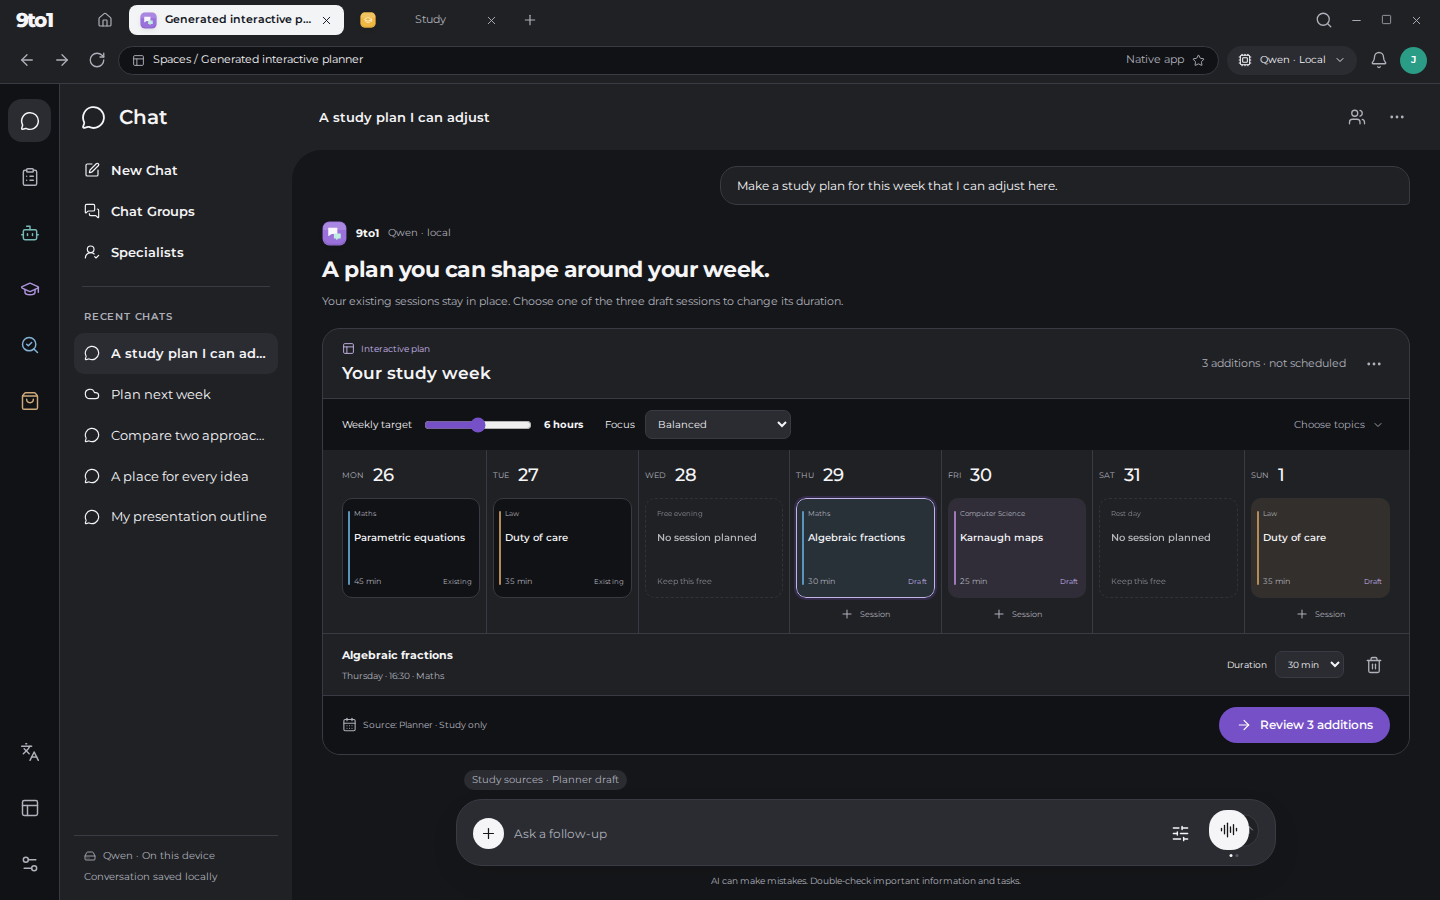 9to1
Generated interactive p...
Study
Spaces / Generated interactive planner
Native app
Qwen · Local
J
Chat
New Chat
Chat Groups
Specialists
RECENT CHATS
A study plan I can ad...
Plan next week
Compare two approac...
A place for every idea
My presentation outline
Qwen · On this device
Conversation saved locally
A study plan I can adjust
Make a study plan for this week that I can adjust here.
9to1 Qwen · local
A plan you can shape around your week.
Your existing sessions stay in place. Choose one of the three draft sessions to change its duration.
Interactive plan
Your study week
3 additions · not scheduled
Weekly target 6 hours Focus Balanced
Choose topics
MON 26
Maths
Parametric equations
45 min Existing
TUE 27
Law
Duty of care
35 min Existing
WED 28
Free evening
No session planned
Keep this free
THU 29
Maths
Algebraic fractions
30 min Draft
Session
FRI 30
Computer Science
Karnaugh maps
25 min Draft
Session
SAT 31
Rest day
No session planned
Keep this free
SUN 1
Law
Duty of care
35 min Draft
Session
Algebraic fractions
Thursday · 16:30 · Maths
Duration 30 min
Source: Planner · Study only
Review 3 additions
Study sources · Planner draft
Ask a follow-up
AI can make mistakes. Double-check important information and tasks.